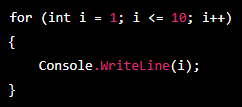 for (int i = 1; i <= 10; i++)
{
    Console.WriteLine(i);
}